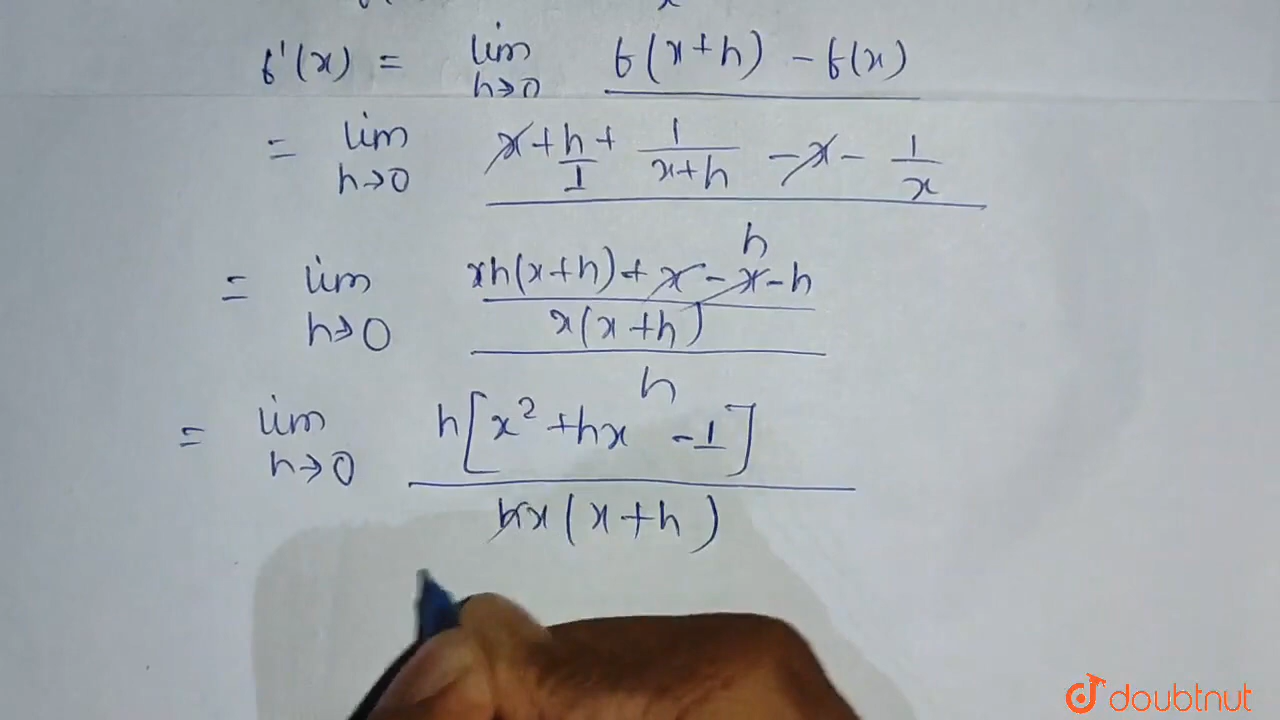 f'(x) = lim h→0 f(x+h) - f(x)
= lim h→0 x + h/1 + 1/(x+h) - x - 1/x
h
= lim h→0 xh(x+h) + x - x - h / x(x+h)
h
= lim h→0 h[x² + hx - 1] / hx(x+h)
doubtnut